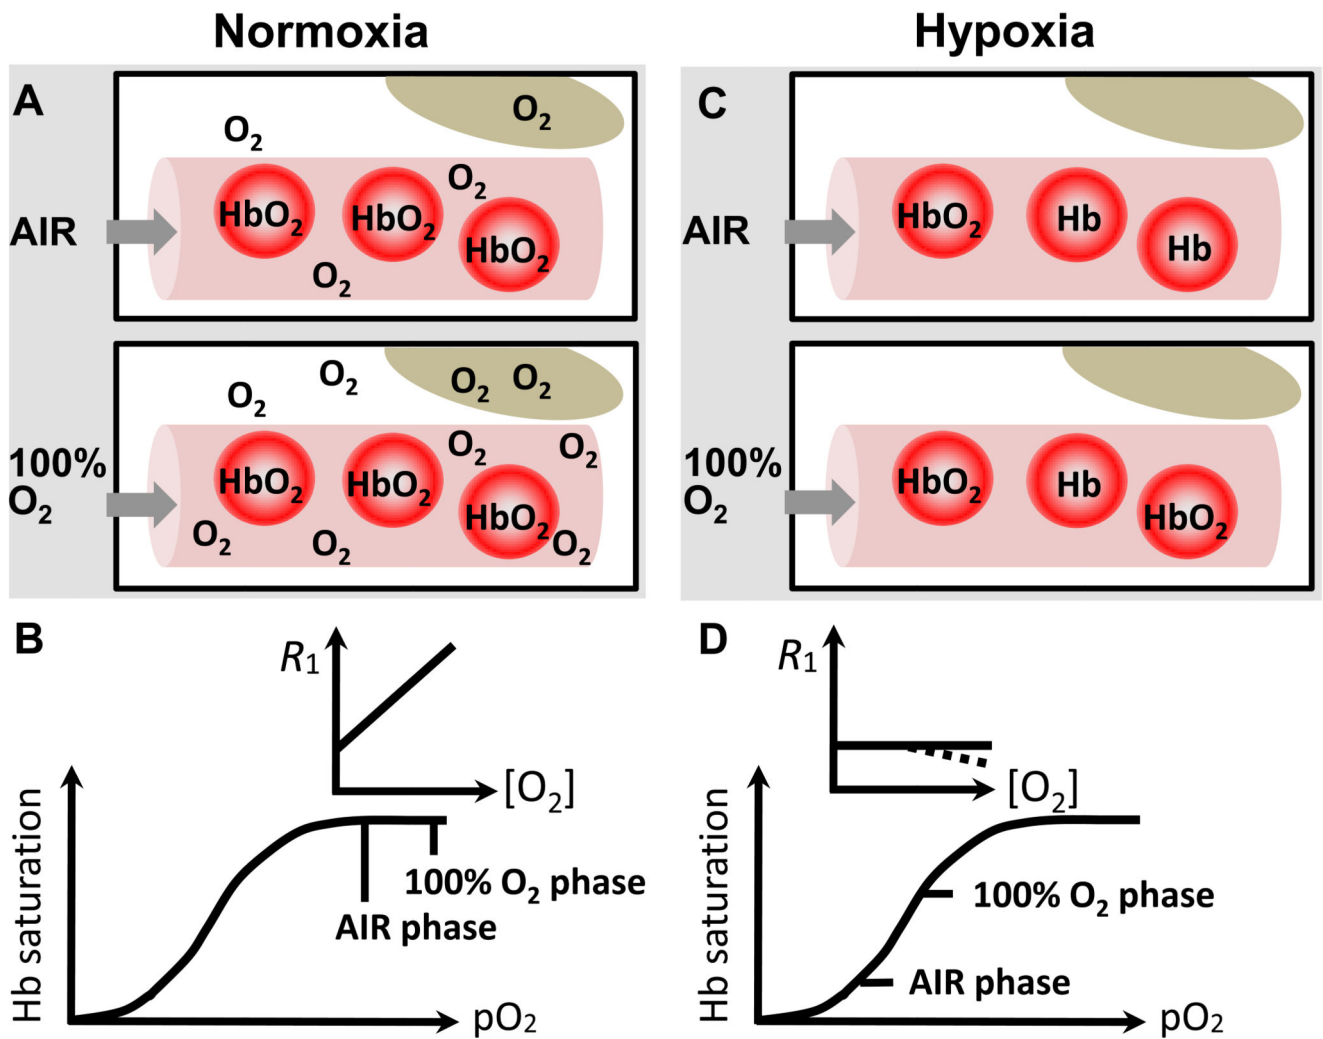 Normoxia
Hypoxia
A
O₂
O₂
O₂
HbO₂
HbO₂
HbO₂
O₂
AIR
C
HbO₂
Hb
Hb
AIR
O₂
O₂
O₂
O₂
O₂
O₂
HbO₂
HbO₂
HbO₂
O₂
O₂
O₂
100%
O₂
HbO₂
Hb
HbO₂
100%
O₂
B
R₁
[O₂]
Hb saturation
100% O₂ phase
AIR phase
pO₂
D
R₁
[O₂]
Hb saturation
100% O₂ phase
AIR phase
pO₂